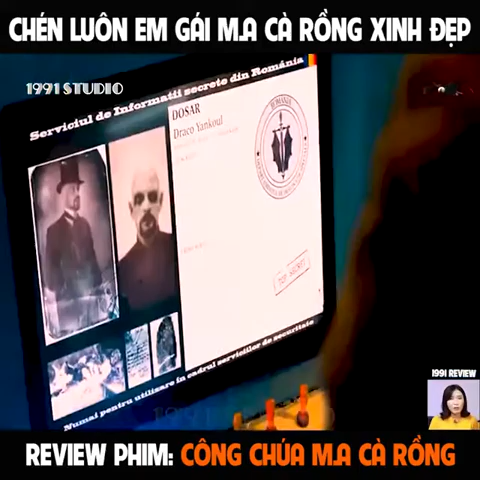 CHÉN LUÔN EM GÁI M.A CÀ RỒNG XINH ĐẸP
1991 STUDIO
Serviciul de Informatii secrete din România
DOSAR
Draco Yankoul
ROMANIA
TOP SECRET
Numai pentru utilizare in cadrul serviciilor de securitate
1991 REVIEW
REVIEW PHIM: CÔNG CHÚA M.A CÀ RỒNG